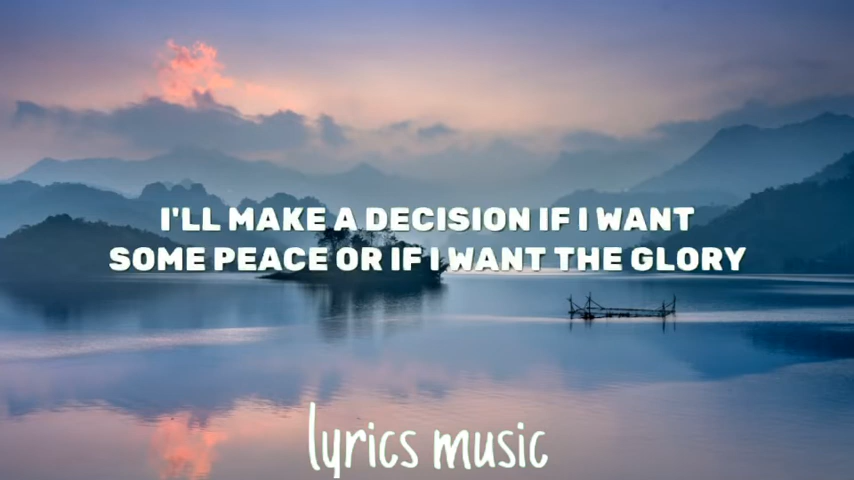 I'LL MAKE A DECISION IF I WANT
SOME PEACE OR IF I WANT THE GLORY
lyrics music